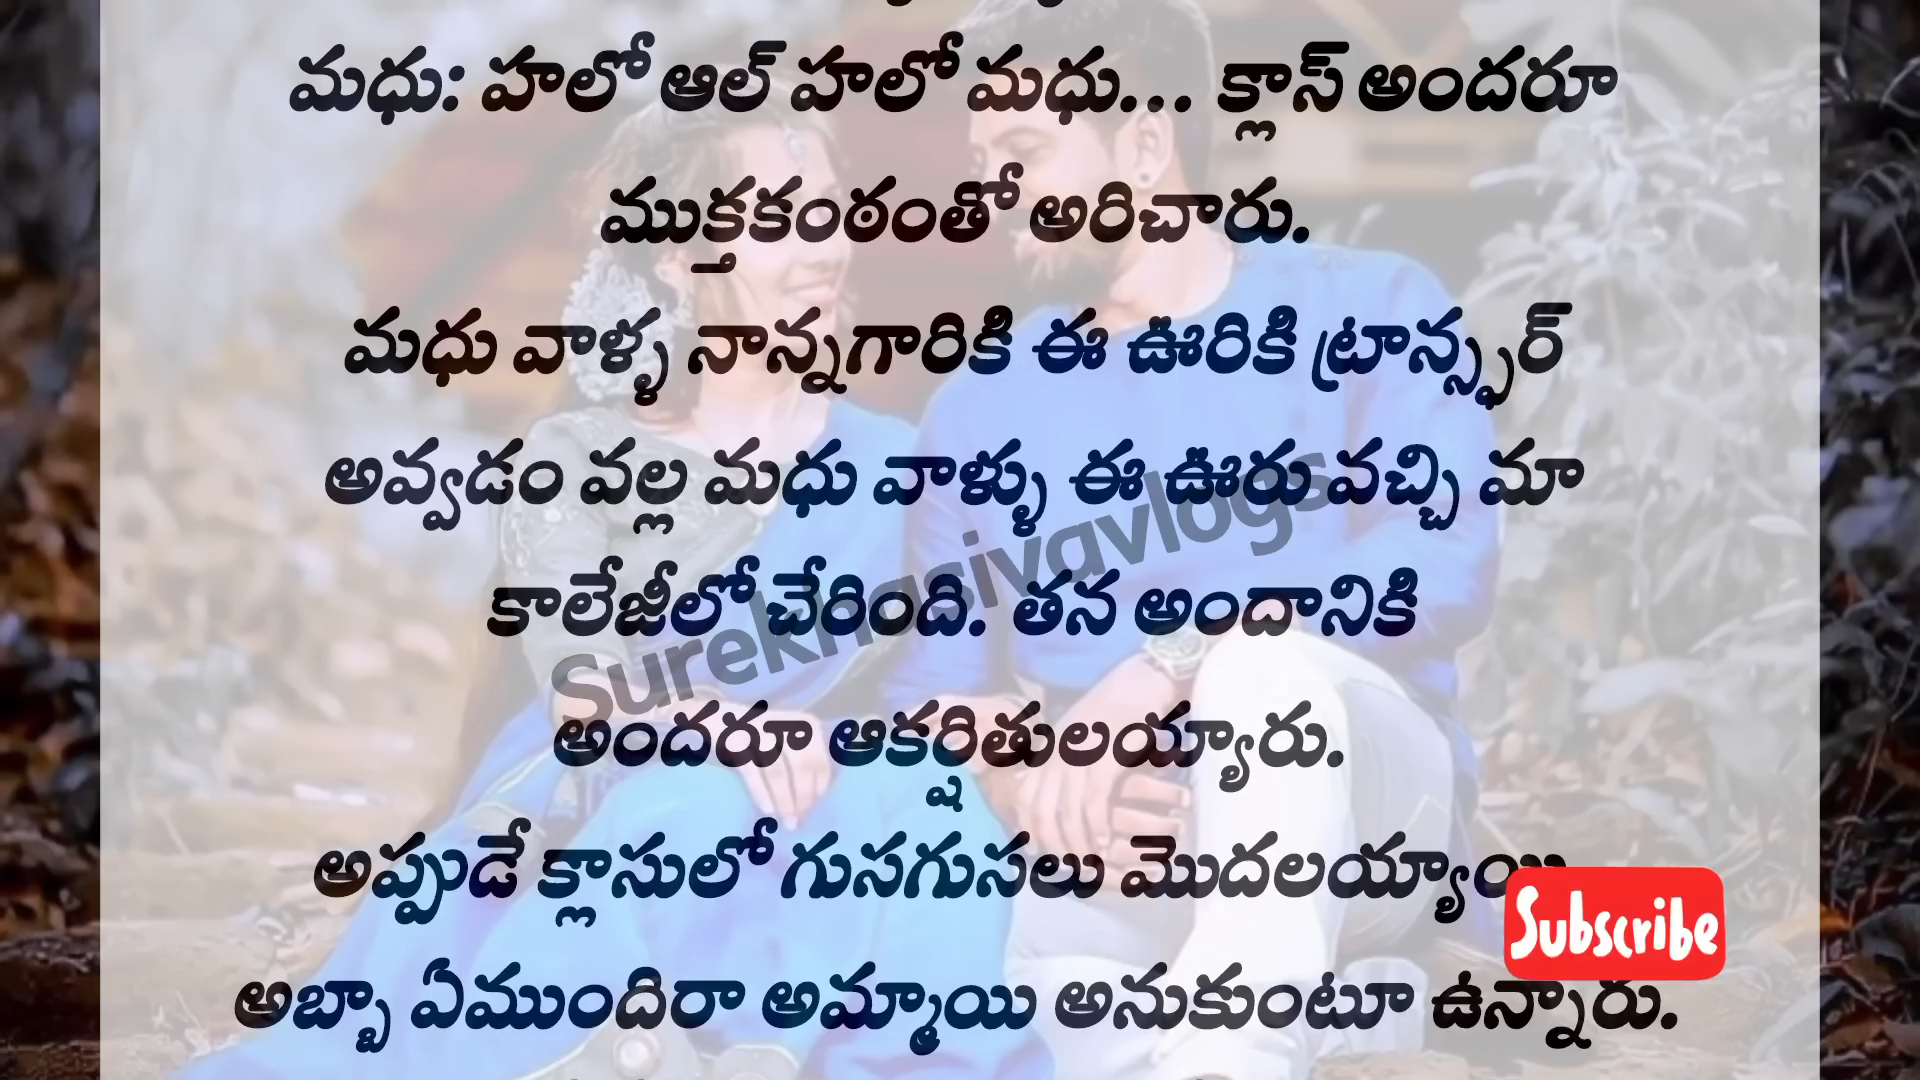 మధు: హలో ఆల్ హలో మధు... క్లాస్ అందరూ
ముక్తకంఠంతో అరిచారు.
మధు వాళ్ళ నాన్నగారికి ఈ ఊరికి ట్రాన్స్ఫర్
అవ్వడం వల్ల మధు వాళ్ళు ఈ ఊరు వచ్చి మా
కాలేజీలో చేరింది. తన అందానికి
అందరూ ఆకర్షితులయ్యారు.
అప్పుడే క్లాసులో గుసగుసలు మొదలయ్యాయి
అబ్బా ఏముందిరా అమ్మాయి అనుకుంటూ ఉన్నారు.
Surekhasivavlogs
Subscribe